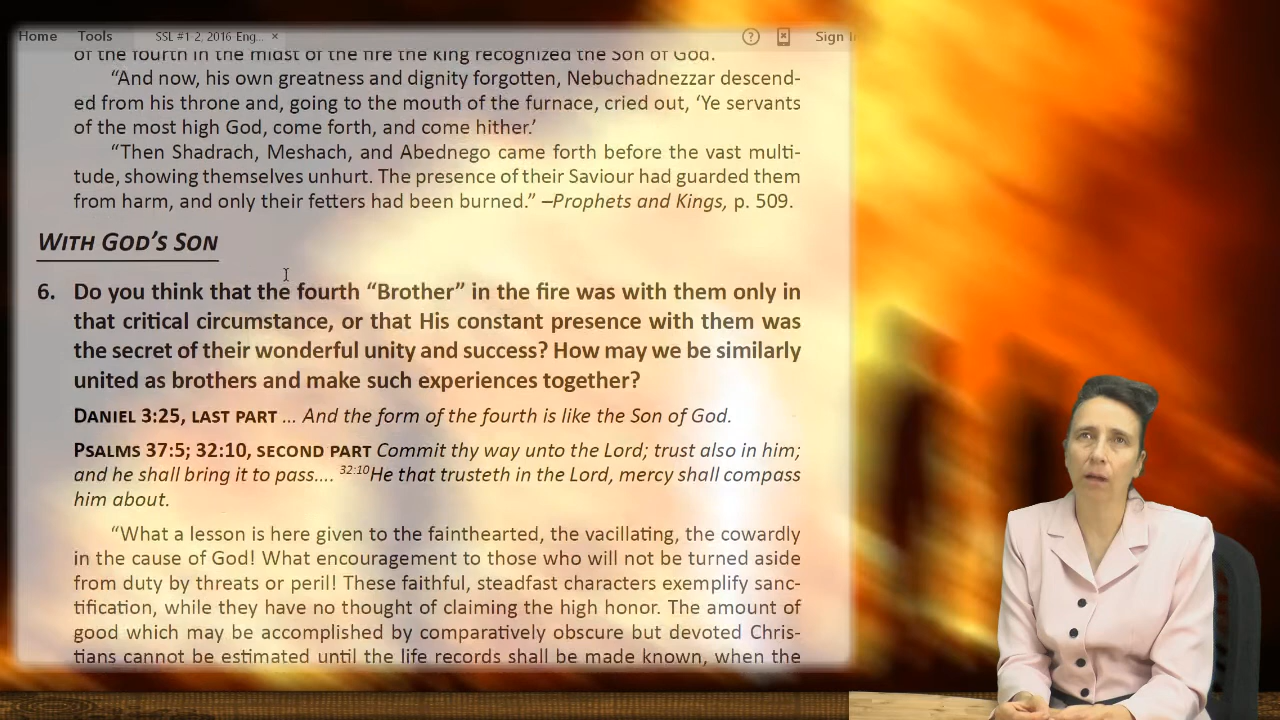 Home Tools SSL #1 2, 2016 Eng... × ? Sign I
of the fourth in the midst of the fire the king recognized the Son of God.
“And now, his own greatness and dignity forgotten, Nebuchadnezzar descend-
ed from his throne and, going to the mouth of the furnace, cried out, ‘Ye servants
of the most high God, come forth, and come hither.’
“Then Shadrach, Meshach, and Abednego came forth before the vast multi-
tude, showing themselves unhurt. The presence of their Saviour had guarded them
from harm, and only their fetters had been burned.” –Prophets and Kings, p. 509.
WITH GOD’S SON
6. Do you think that the fourth “Brother” in the fire was with them only in
that critical circumstance, or that His constant presence with them was
the secret of their wonderful unity and success? How may we be similarly
united as brothers and make such experiences together?
DANIEL 3:25, LAST PART ... And the form of the fourth is like the Son of God.
PSALMS 37:5; 32:10, SECOND PART Commit thy way unto the Lord; trust also in him;
and he shall bring it to pass.... 32:10He that trusteth in the Lord, mercy shall compass
him about.
“What a lesson is here given to the fainthearted, the vacillating, the cowardly
in the cause of God! What encouragement to those who will not be turned aside
from duty by threats or peril! These faithful, steadfast characters exemplify sanc-
tification, while they have no thought of claiming the high honor. The amount of
good which may be accomplished by comparatively obscure but devoted Chris-
tians cannot be estimated until the life records shall be made known, when the